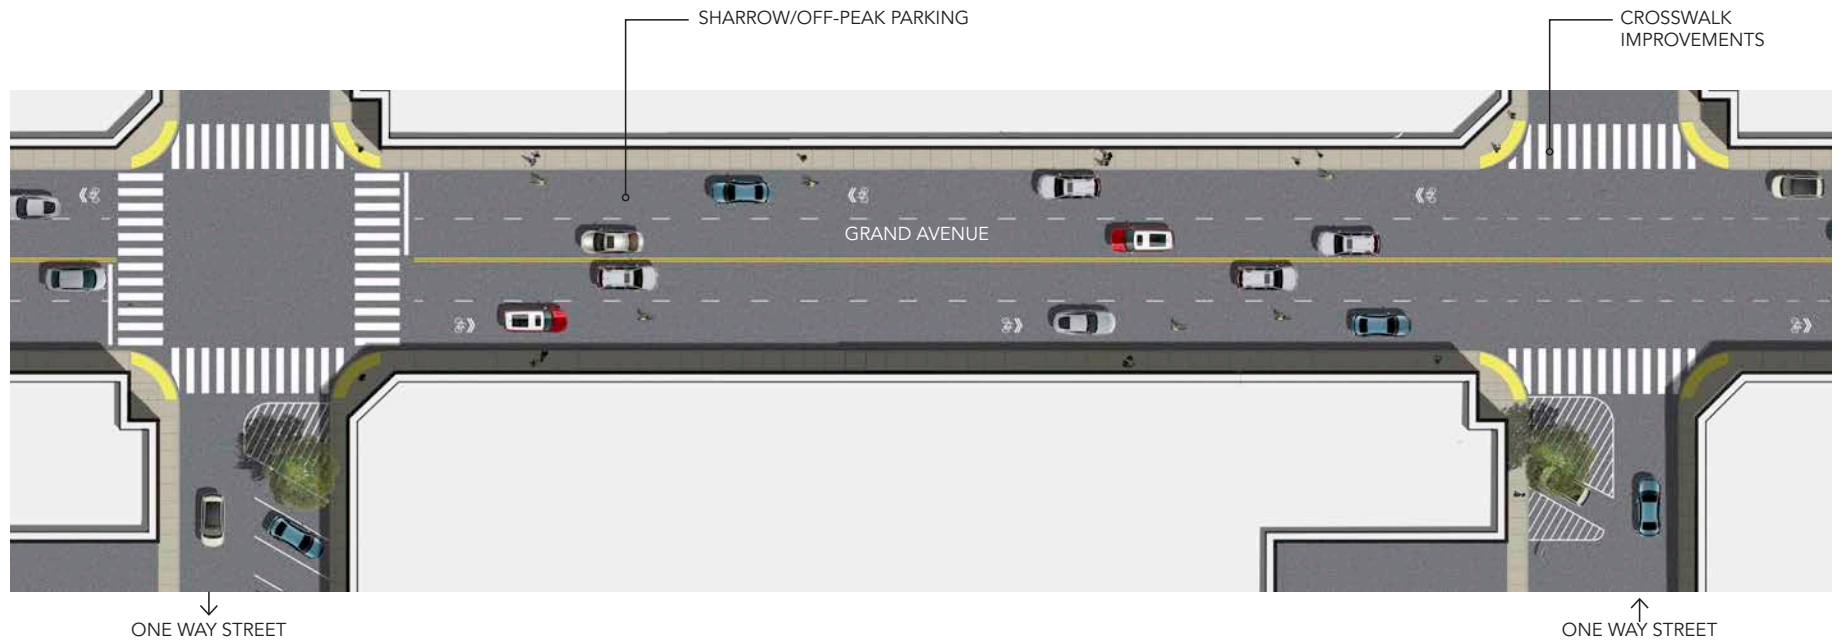 SHARROW/OFF-PEAK PARKING
CROSSWALK
IMPROVEMENTS
GRAND AVENUE
ONE WAY STREET
ONE WAY STREET